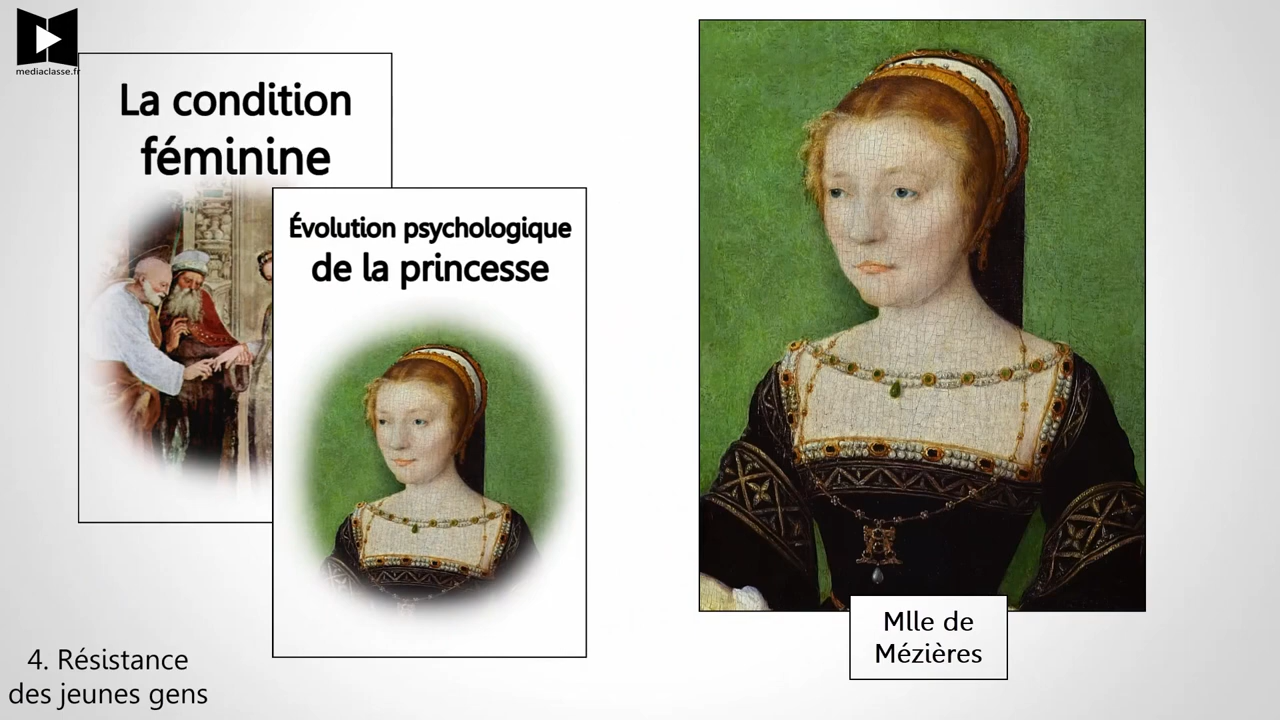 mediaclasse.fr
La condition
féminine
Évolution psychologique
de la princesse
Mlle de
Mézières
4. Résistance
des jeunes gens